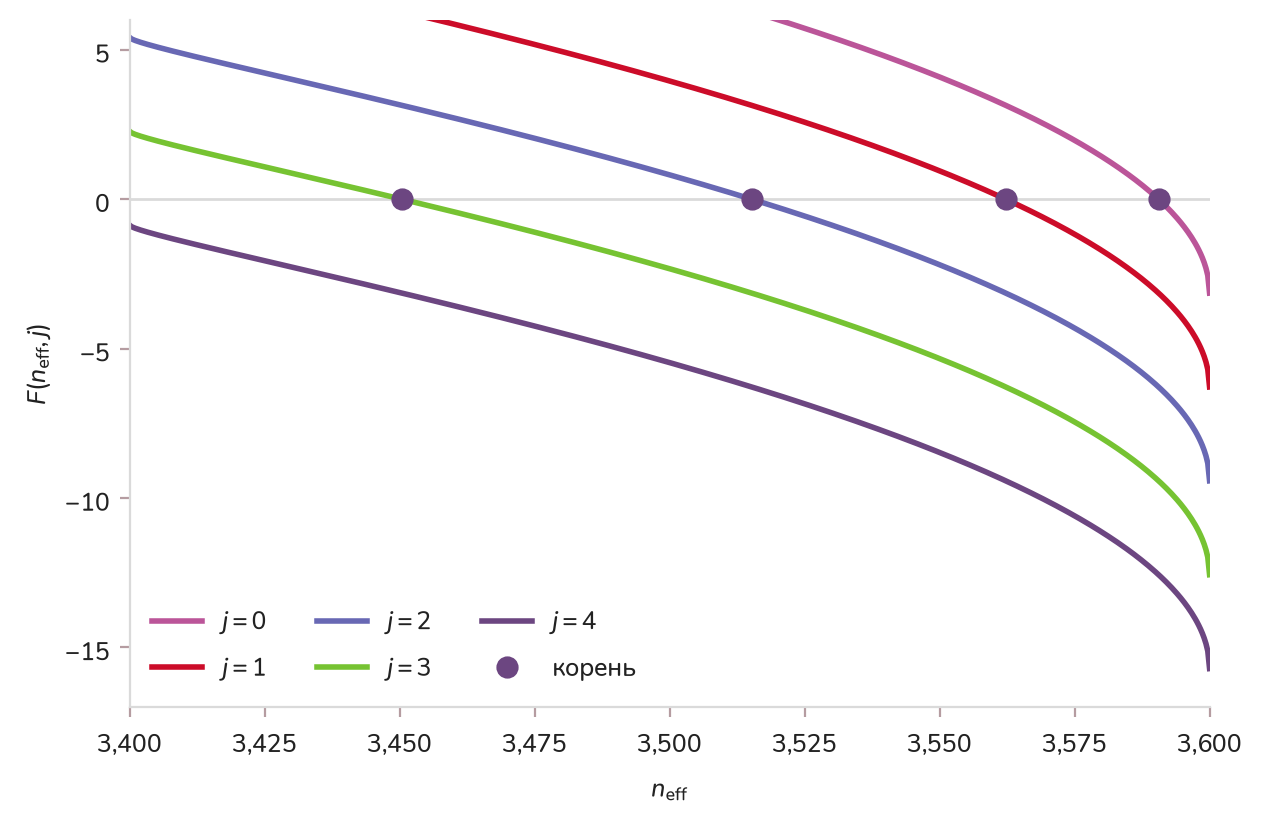 5
0
−5
−10
−15
F(n_eff, j)
j = 0
j = 2
j = 4
j = 1
j = 3
корень
3,400 3,425 3,450 3,475 3,500 3,525 3,550 3,575 3,600
n_eff